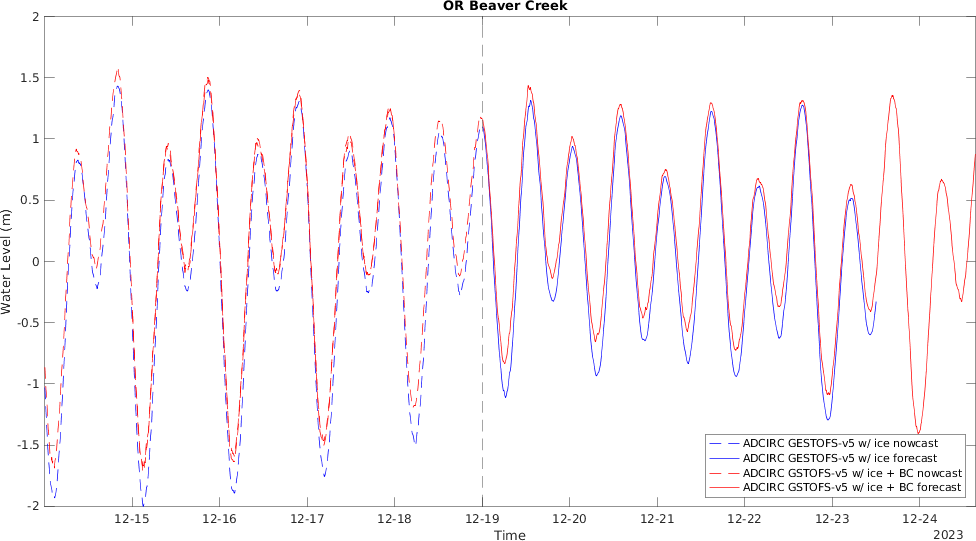 OR Beaver Creek
2
1.5
1
0.5
0
-0.5
-1
-1.5
-2
Water Level (m)
12-15 12-16 12-17 12-18 12-19 12-20 12-21 12-22 12-23 12-24
Time
2023
ADCIRC GESTOFS-v5 w/ ice nowcast
ADCIRC GESTOFS-v5 w/ ice forecast
ADCIRC GSTOFS-v5 w/ ice + BC nowcast
ADCIRC GSTOFS-v5 w/ ice + BC forecast